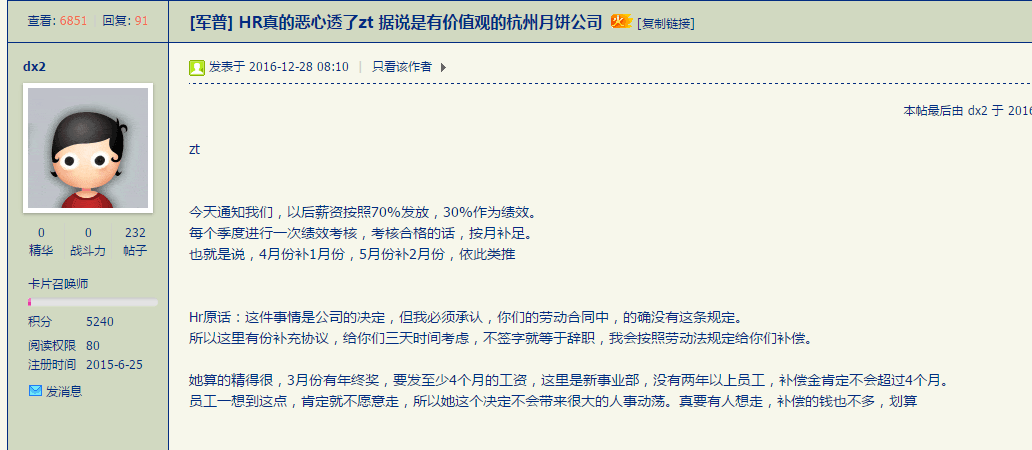 查看: 6851 | 回复: 91
[军普] HR真的恶心透了zt 据说是有价值观的杭州月饼公司 火 [复制链接]
dx2
发表于 2016-12-28 08:10 | 只看该作者
本帖最后由 dx2 于 2016
zt
今天通知我们，以后薪资按照70%发放，30%作为绩效。
每个季度进行一次绩效考核，考核合格的话，按月补足。
也就是说，4月份补1月份，5月份补2月份，依此类推
0 0 232
精华 战斗力 帖子
卡片召唤师
积分 5240
阅读权限 80
注册时间 2015-6-25
发消息
Hr原话：这件事情是公司的决定，但我必须承认，你们的劳动合同中，的确没有这条规定。
所以这里有份补充协议，给你们三天时间考虑，不签字就等于辞职，我会按照劳动法规定给你们补偿。
她算的精得很，3月份有年终奖，要发至少4个月的工资，这里是新事业部，没有两年以上员工，补偿金肯定不会超过4个月。
员工一想到这点，肯定就不愿意走，所以她这个决定不会带来很大的人事动荡。真要有人想走，补偿的钱也不多，划算